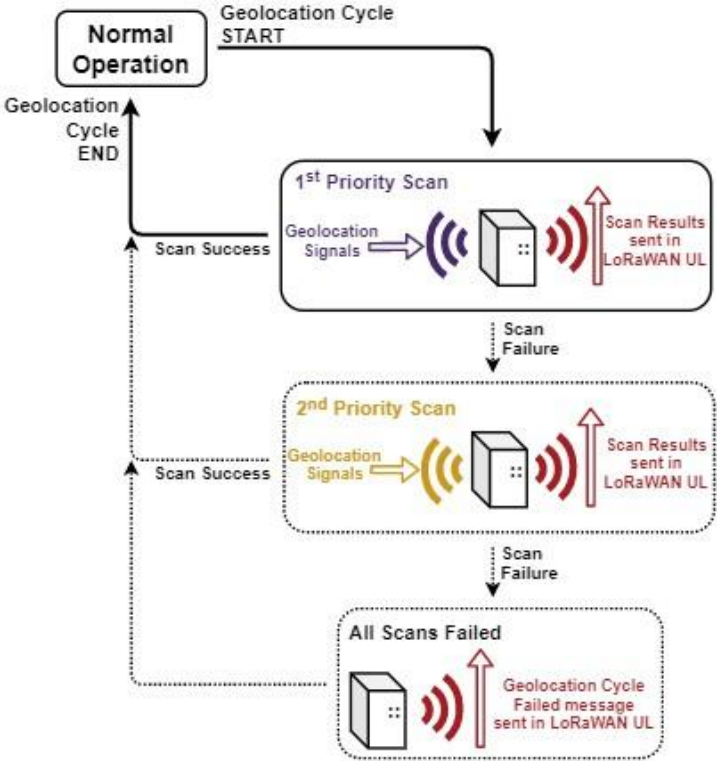 Normal
Operation
Geolocation Cycle
START
Geolocation
Cycle
END
1st Priority Scan
Geolocation
Signals
Scan Results
sent in
LoRaWAN UL
Scan Success
Scan
Failure
2nd Priority Scan
Geolocation
Signals
Scan Results
sent in
LoRaWAN UL
Scan Success
Scan
Failure
All Scans Failed
Geolocation Cycle
Failed message
sent in LoRaWAN UL